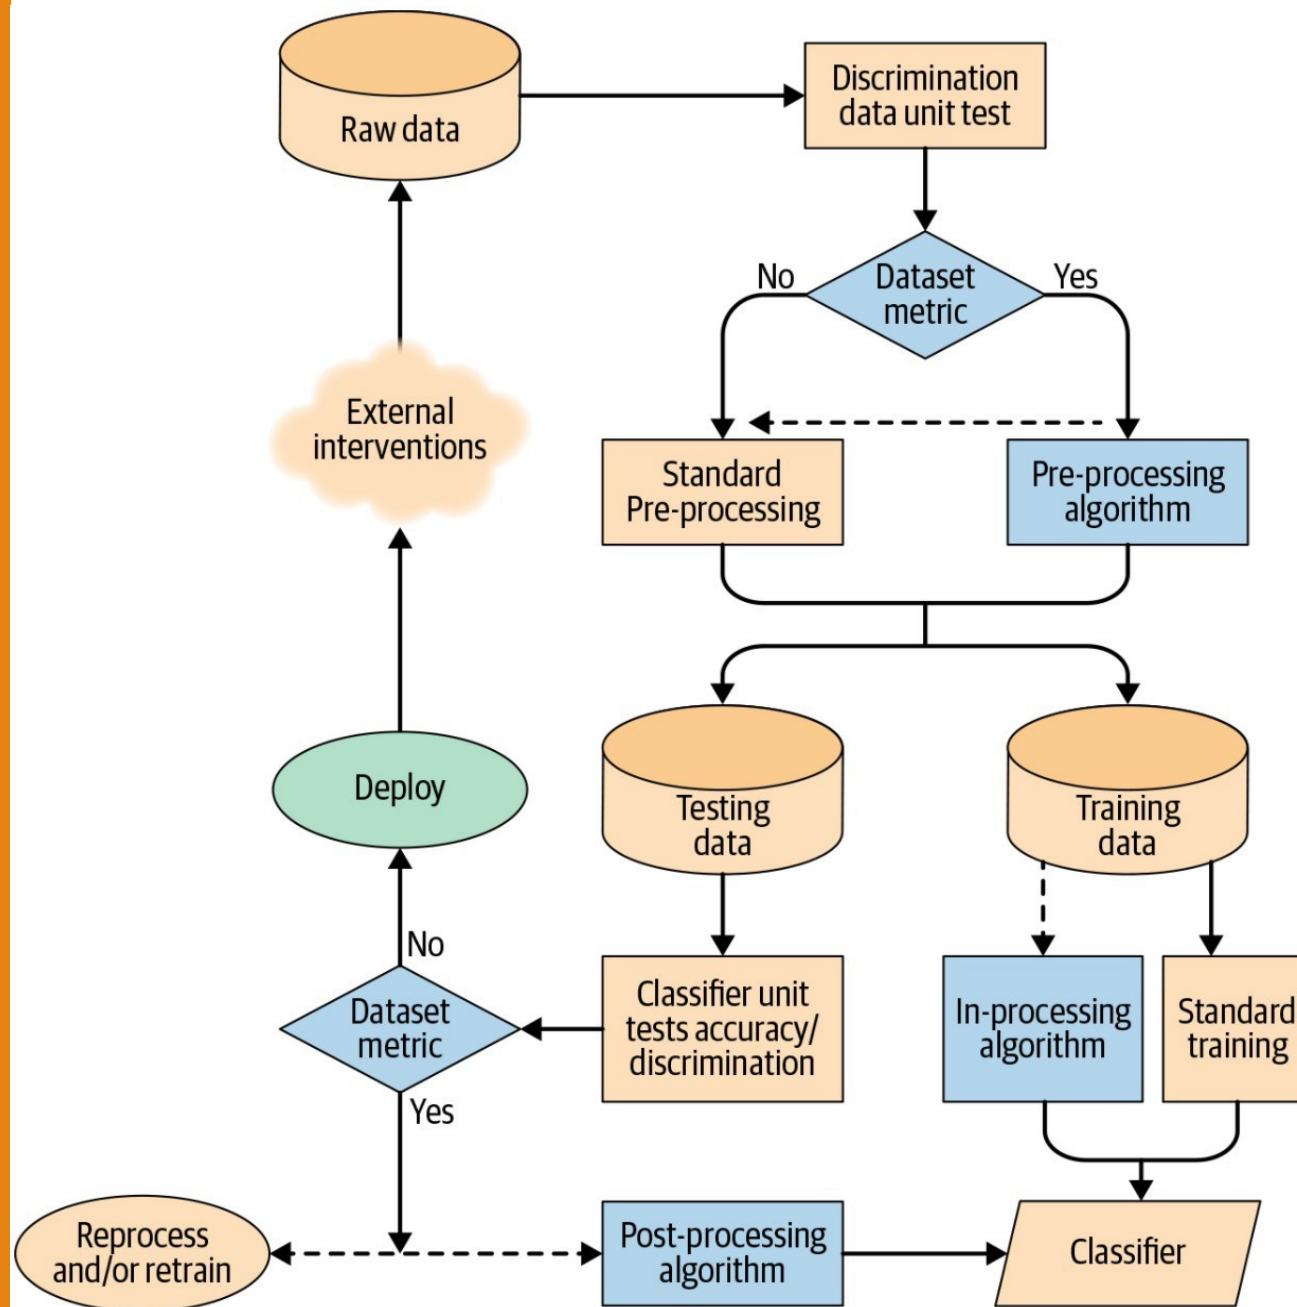 Raw data
Discrimination
data unit test
No
Dataset
metric
Yes
External
interventions
Standard
Pre-processing
Pre-processing
algorithm
Deploy
Testing
data
Training
data
No
Dataset
metric
Yes
Classifier unit
tests accuracy/
discrimination
In-processing
algorithm
Standard
training
Reprocess
and/or retrain
Post-processing
algorithm
Classifier